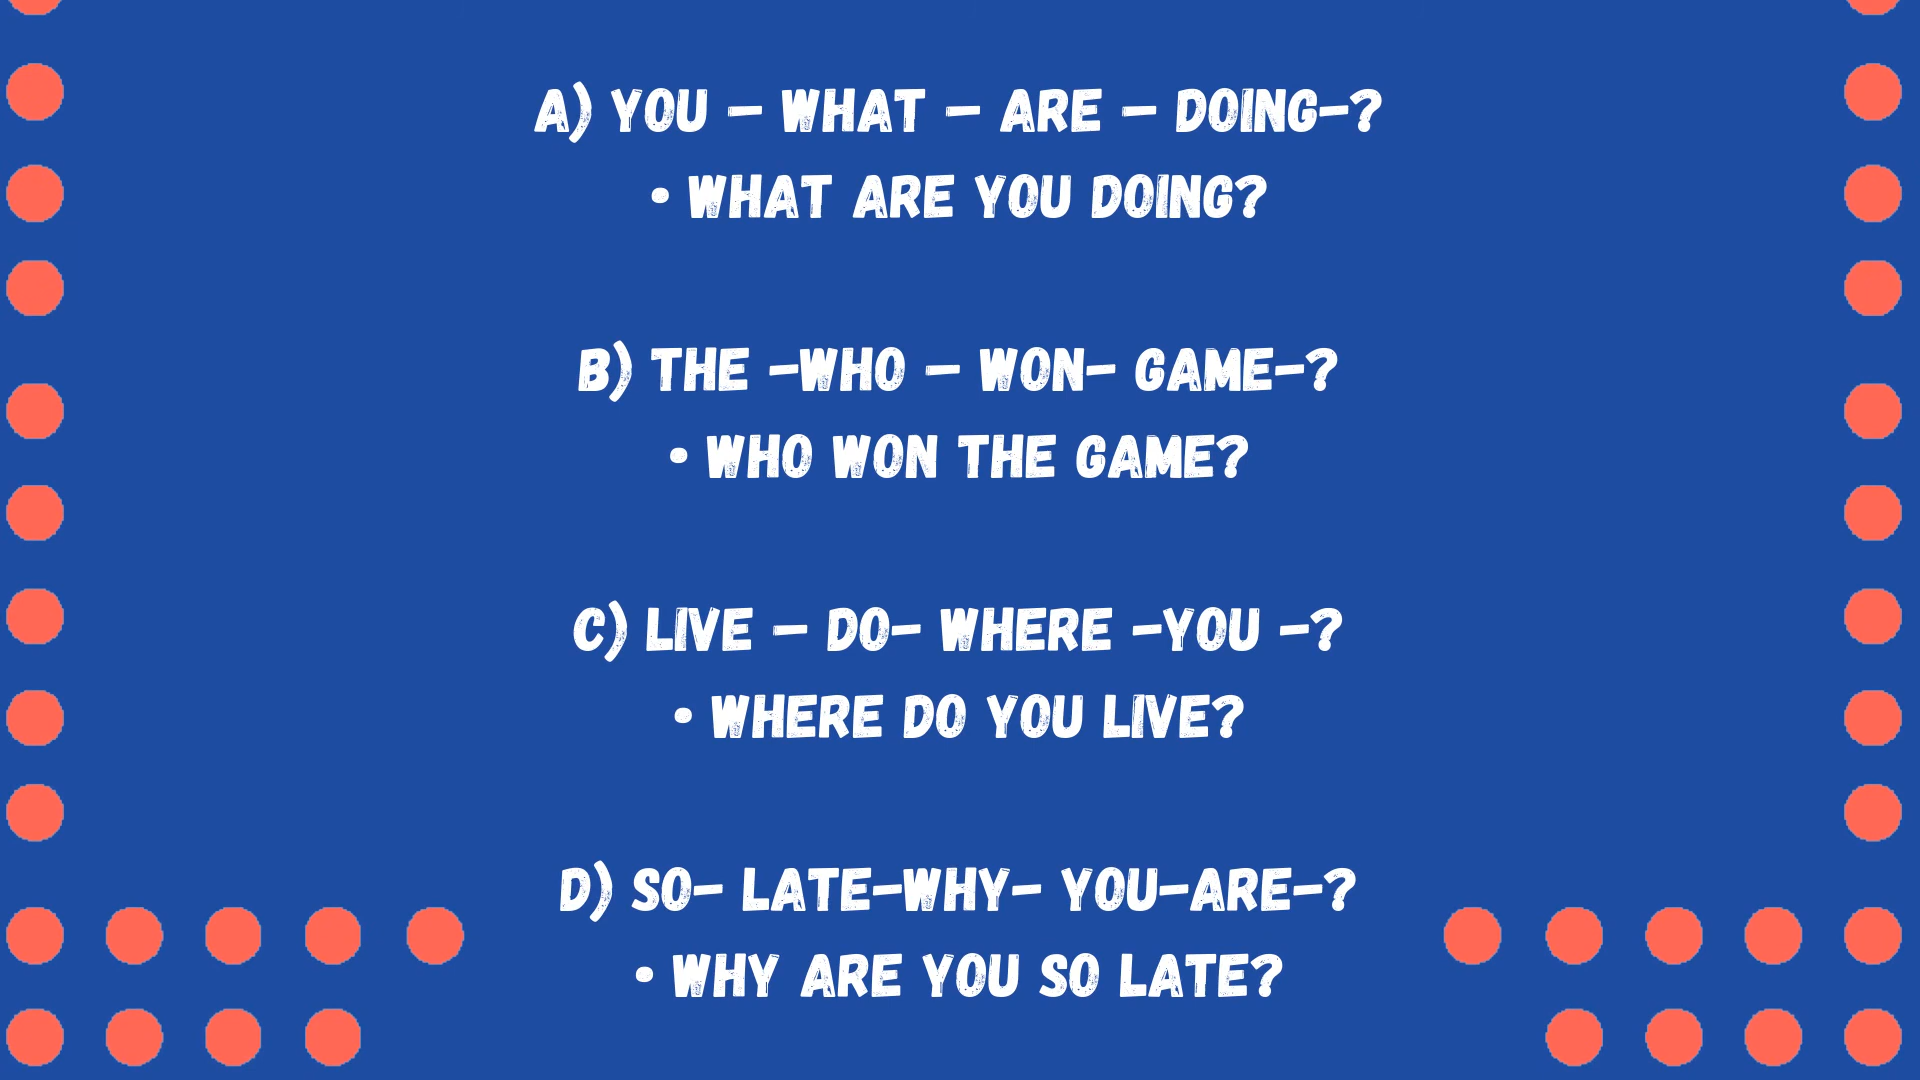 A) YOU – WHAT – ARE – DOING-?
• WHAT ARE YOU DOING?
B) THE -WHO – WON- GAME-?
• WHO WON THE GAME?
C) LIVE – DO- WHERE -YOU -?
• WHERE DO YOU LIVE?
D) SO- LATE-WHY- YOU-ARE-?
• WHY ARE YOU SO LATE?